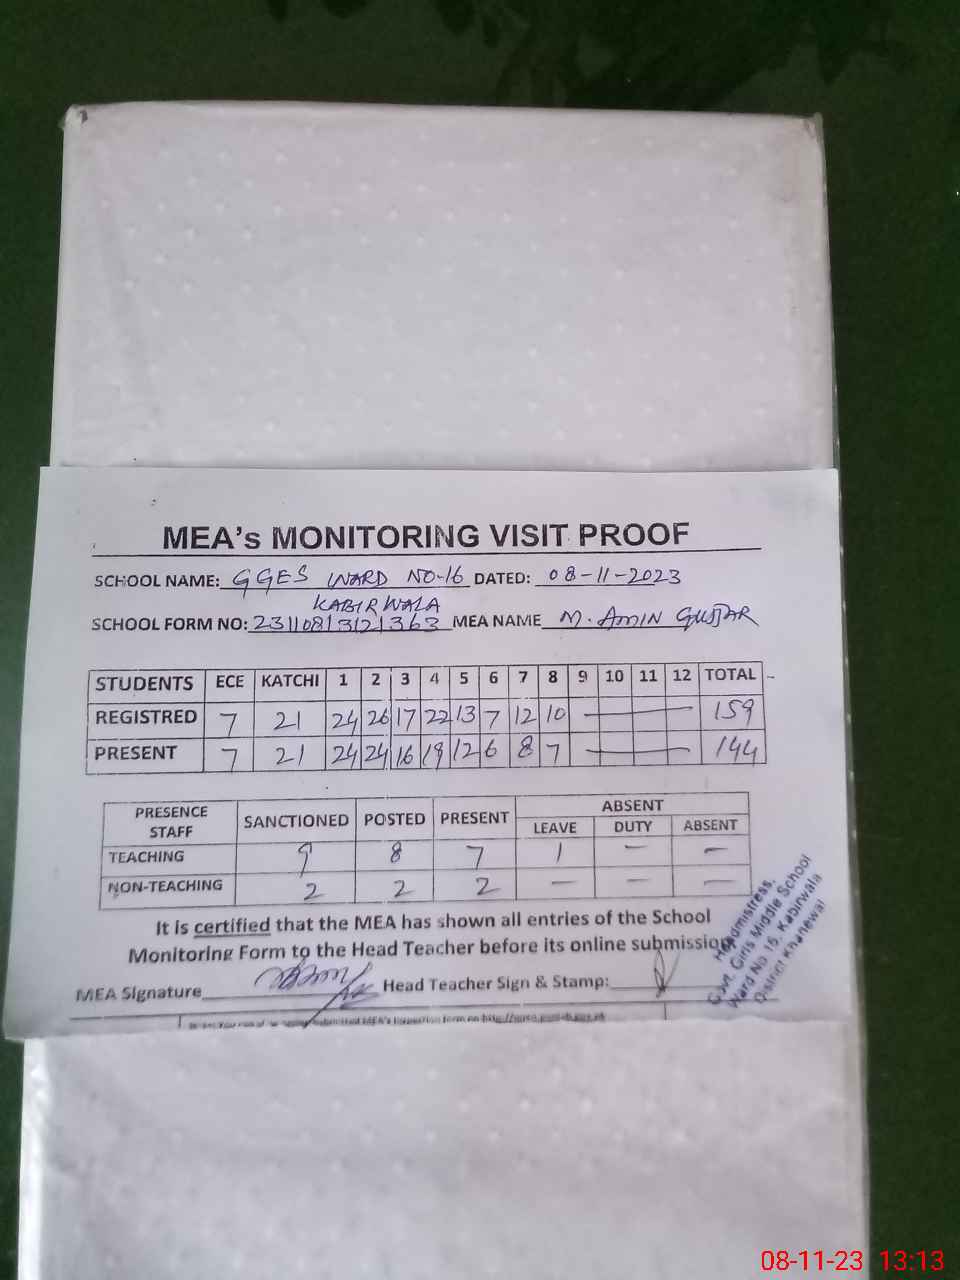 MEA's MONITORING VISIT PROOF
SCHOOL NAME: GGES WARD NO-16 DATED: 08-11-2023
KABIRWALA
SCHOOL FORM NO: 23110813121363 MEA NAME M. AMIN GUJJAR
STUDENTS ECE KATCHI 1 2 3 4 5 6 7 8 9 10 11 12 TOTAL
REGISTRED 7 21 24 26 17 22 13 7 12 10 159
PRESENT 7 21 24 24 16 19 12 6 8 7 144
PRESENCE STAFF SANCTIONED POSTED PRESENT ABSENT
LEAVE DUTY ABSENT
TEACHING 9 8 7 1 — —
NON-TEACHING 2 2 2 — — —
It is certified that the MEA has shown all entries of the School
Monitoring Form to the Head Teacher before its online submission
MEA Signature Head Teacher Sign & Stamp:
Headmistress,
Govt. Girls Middle School
Ward No 16, Kabirwala
District Khanewal
08-11-23 13:13